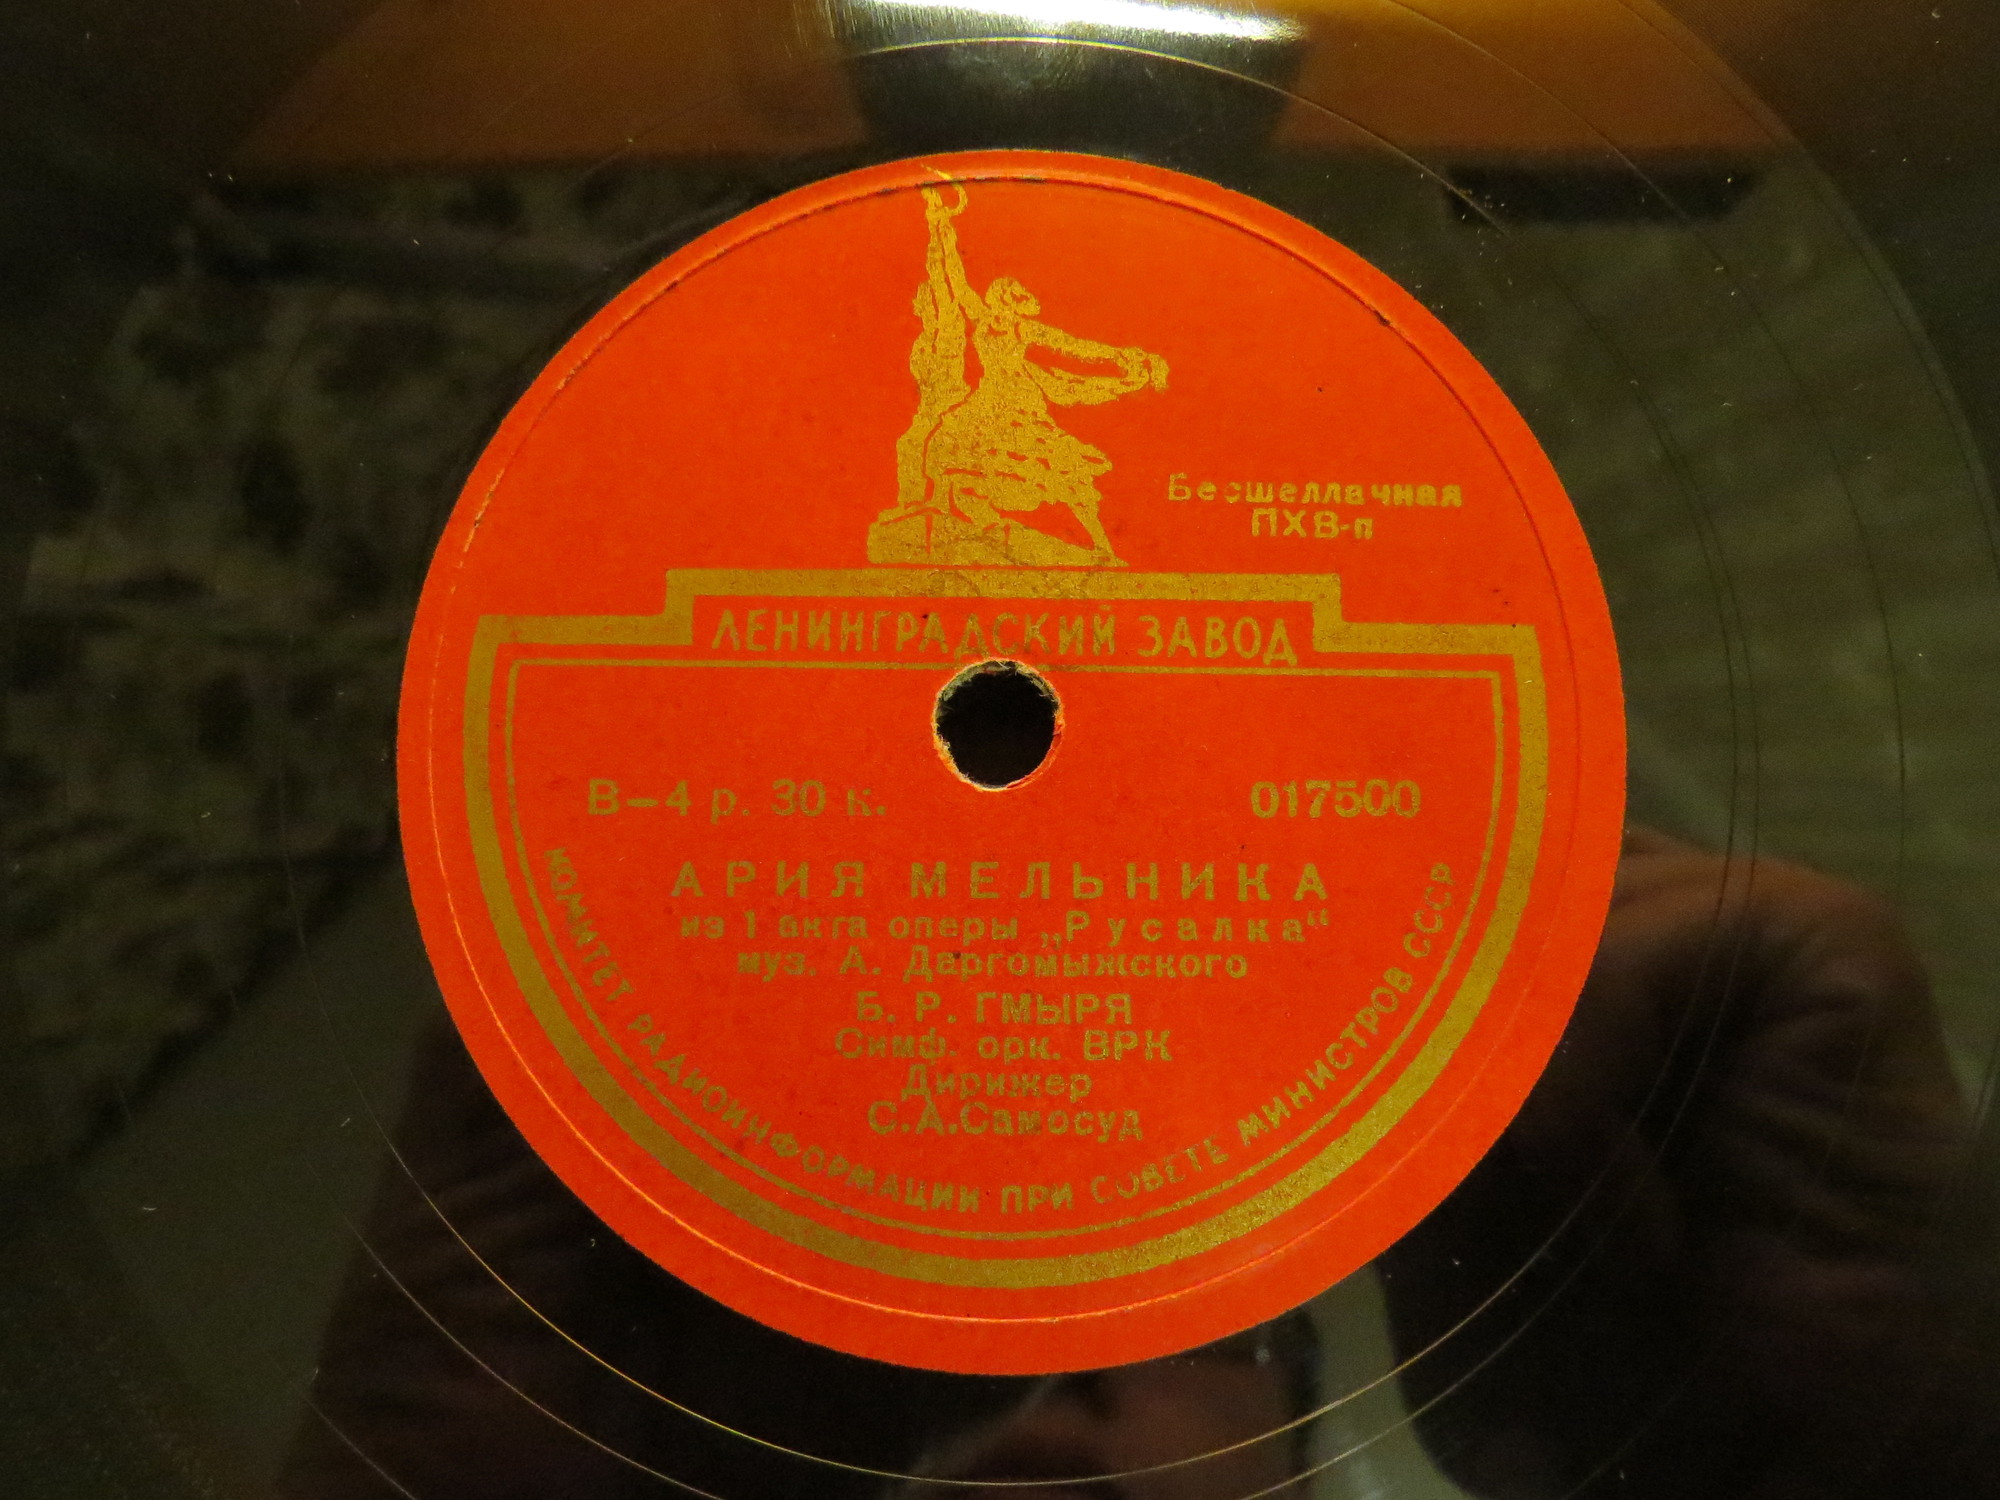 Бесшеллачная
ПХВ-п
ЛЕНИНГРАДСКИЙ ЗАВОД
В—4 р. 30 к. 017500
АРИЯ МЕЛЬНИКА
из 1 акта оперы „Русалка“
муз. А. Даргомыжского
Б. Р. ГМЫРЯ
Симф. орк. ВРК
Дирижер
С.А.Самосуд
КОМИТЕТ РАДИОИНФОРМАЦИИ ПРИ СОВЕТЕ МИНИСТРОВ СССР